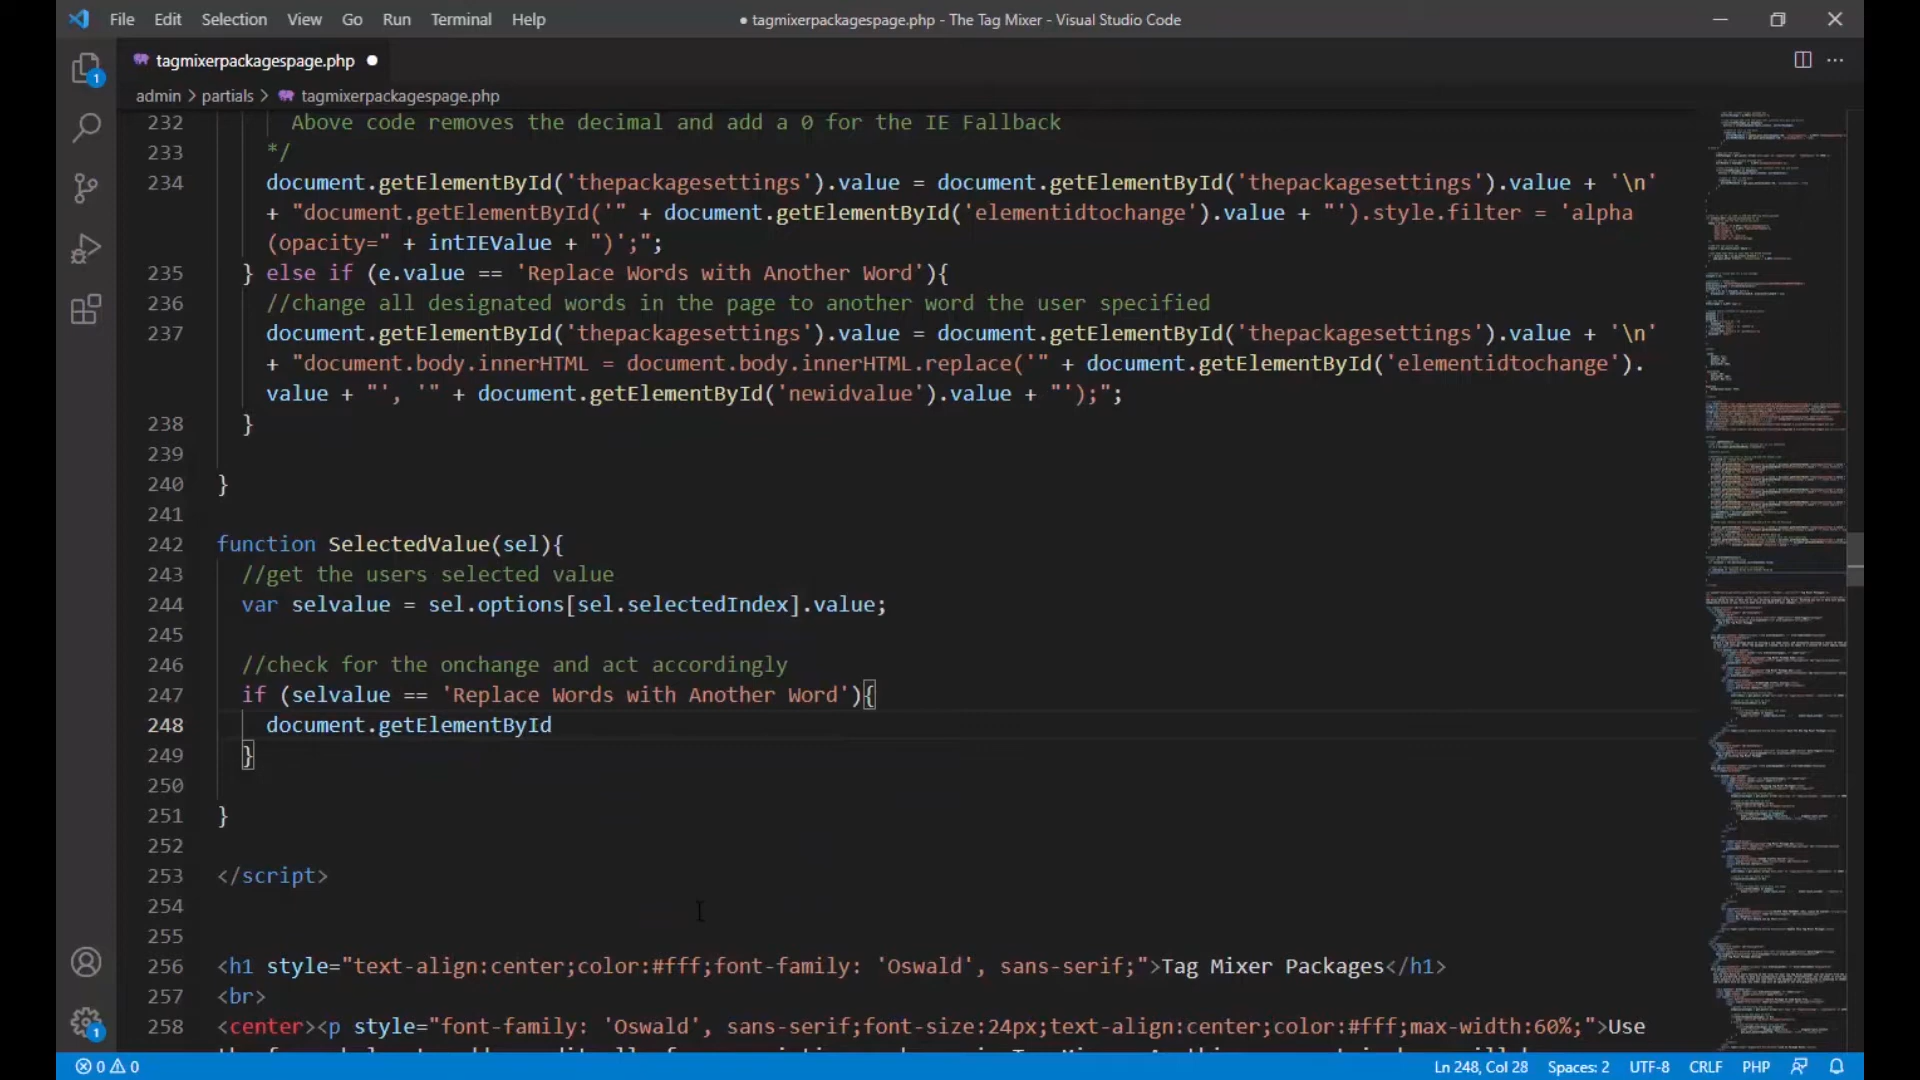 File Edit Selection View Go Run Terminal Help
● tagmixerpackagespage.php - The Tag Mixer - Visual Studio Code
tagmixerpackagespage.php ●
admin > partials > tagmixerpackagespage.php
1
232 Above code removes the decimal and add a 0 for the IE Fallback
233 */
234 document.getElementById('thepackagesettings').value = document.getElementById('thepackagesettings').value + '\n'
+ "document.getElementById('" + document.getElementById('elementidtochange').value + "').style.filter = 'alpha
(opacity=" + intIEValue + ")';";
235 } else if (e.value == 'Replace Words with Another Word'){
236 //change all designated words in the page to another word the user specified
237 document.getElementById('thepackagesettings').value = document.getElementById('thepackagesettings').value + '\n'
+ "document.body.innerHTML = document.body.innerHTML.replace('" + document.getElementById('elementidtochange').
value + "', '" + document.getElementById('newidvalue').value + "');";
238 }
239
240 }
241
242 function SelectedValue(sel){
243 //get the users selected value
244 var selvalue = sel.options[sel.selectedIndex].value;
245
246 //check for the onchange and act accordingly
247 if (selvalue == 'Replace Words with Another Word'){
248 document.getElementById
249 }
250
251 }
252
253 </script>
254
255
256 <h1 style="text-align:center;color:#fff;font-family: 'Oswald', sans-serif;">Tag Mixer Packages</h1>
257 <br>
258 <center><p style="font-family: 'Oswald', sans-serif;font-size:24px;text-align:center;color:#fff;max-width:60%;">Use
1
0 0
Ln 248, Col 28 Spaces: 2 UTF-8 CRLF PHP